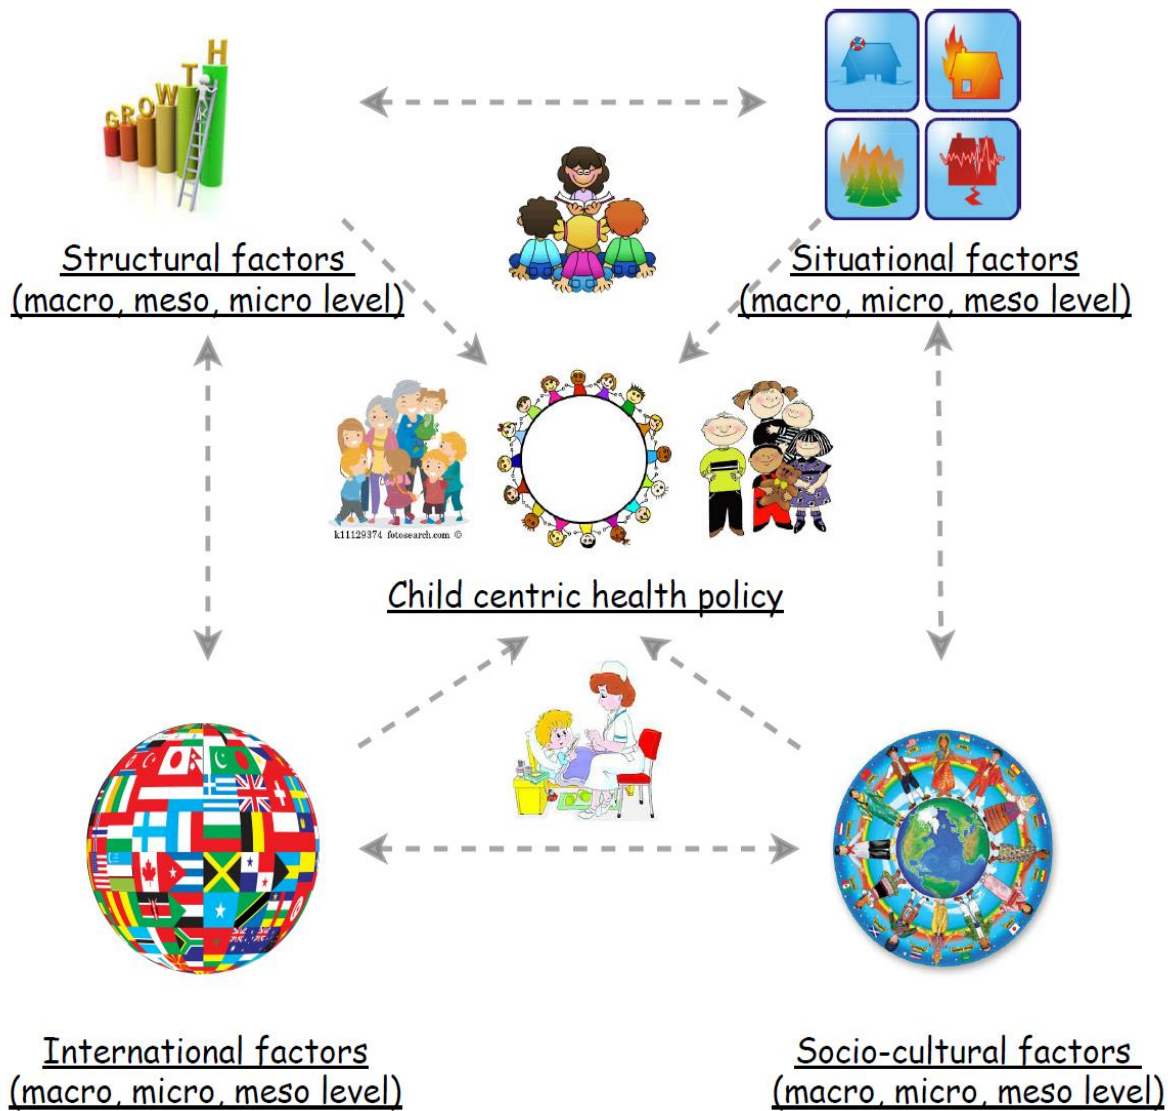 GROWTH
Structural factors
(macro, meso, micro level)
Situational factors
(macro, micro, meso level)
k11129374 fotosearch.com ©
Child centric health policy
International factors
(macro, micro, meso level)
Socio-cultural factors
(macro, micro, meso level)